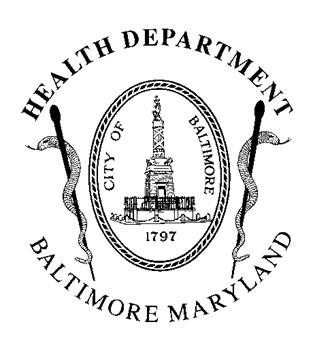 HEALTH DEPARTMENT
CITY OF BALTIMORE
1797
BALTIMORE MARYLAND